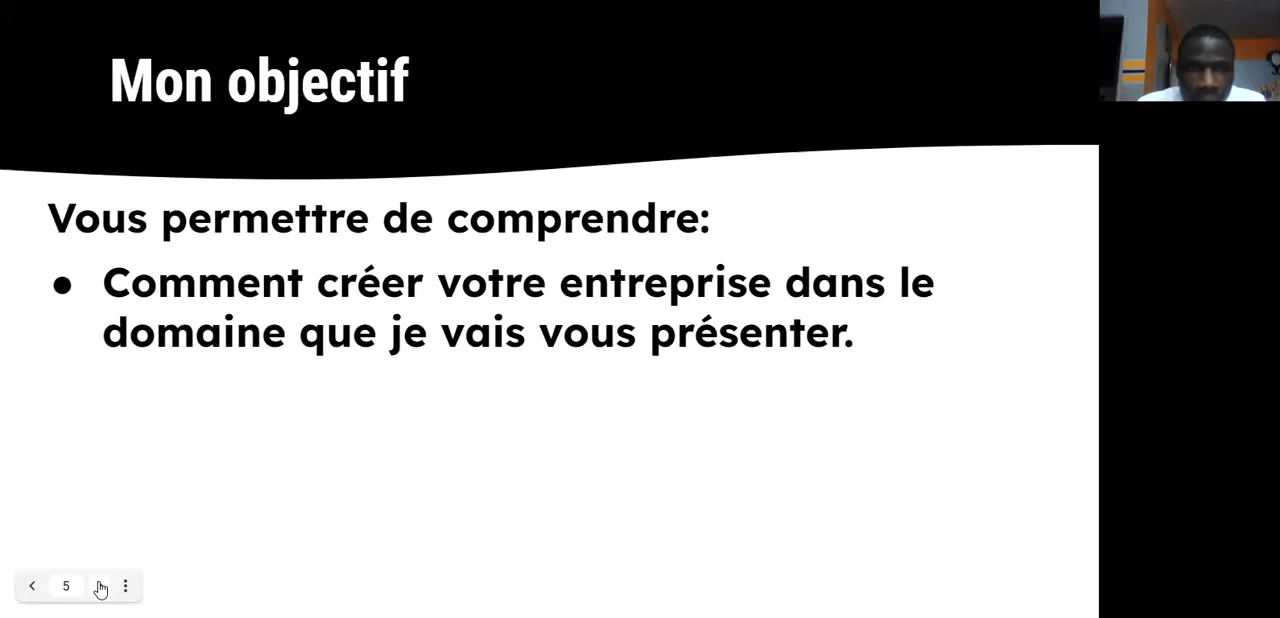 Mon objectif
Vous permettre de comprendre:
● Comment créer votre entreprise dans le
domaine que je vais vous présenter.
5